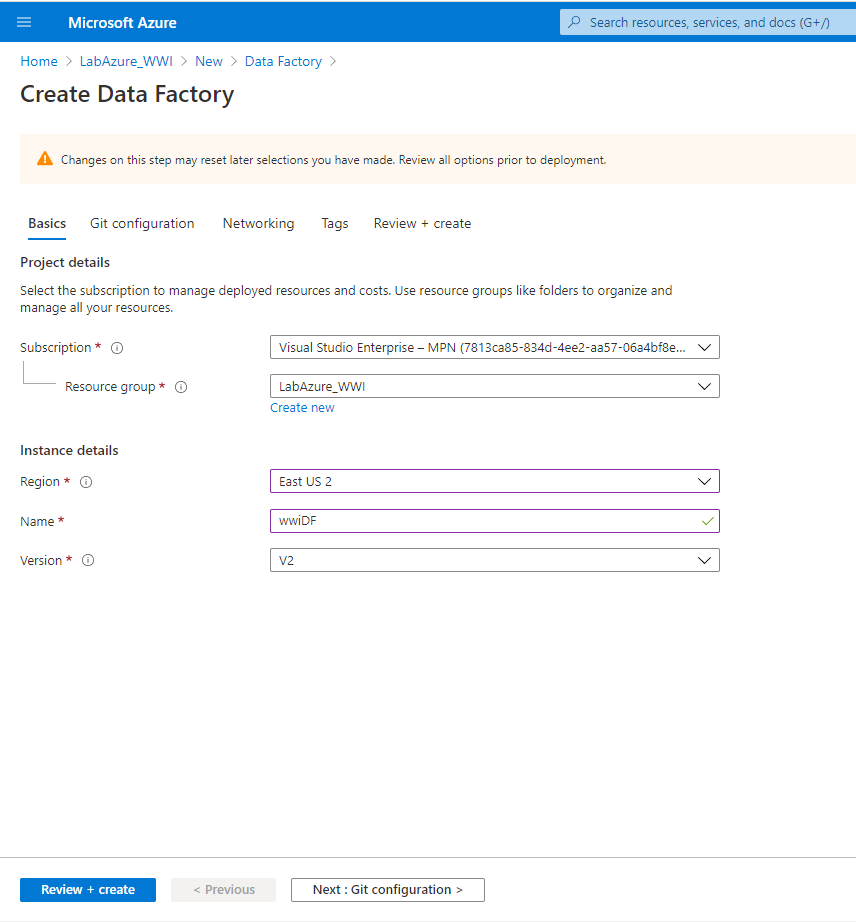 Microsoft Azure
Search resources, services, and docs (G+/)
Home > LabAzure_WWI > New > Data Factory >
Create Data Factory
Changes on this step may reset later selections you have made. Review all options prior to deployment.
Basics Git configuration Networking Tags Review + create
Project details
Select the subscription to manage deployed resources and costs. Use resource groups like folders to organize and
manage all your resources.
Subscription * Visual Studio Enterprise – MPN (7813ca85-834d-4ee2-aa57-06a4bf8e...
Resource group * LabAzure_WWI
Create new
Instance details
Region * East US 2
Name * wwiDF
Version * V2
Review + create < Previous Next : Git configuration >